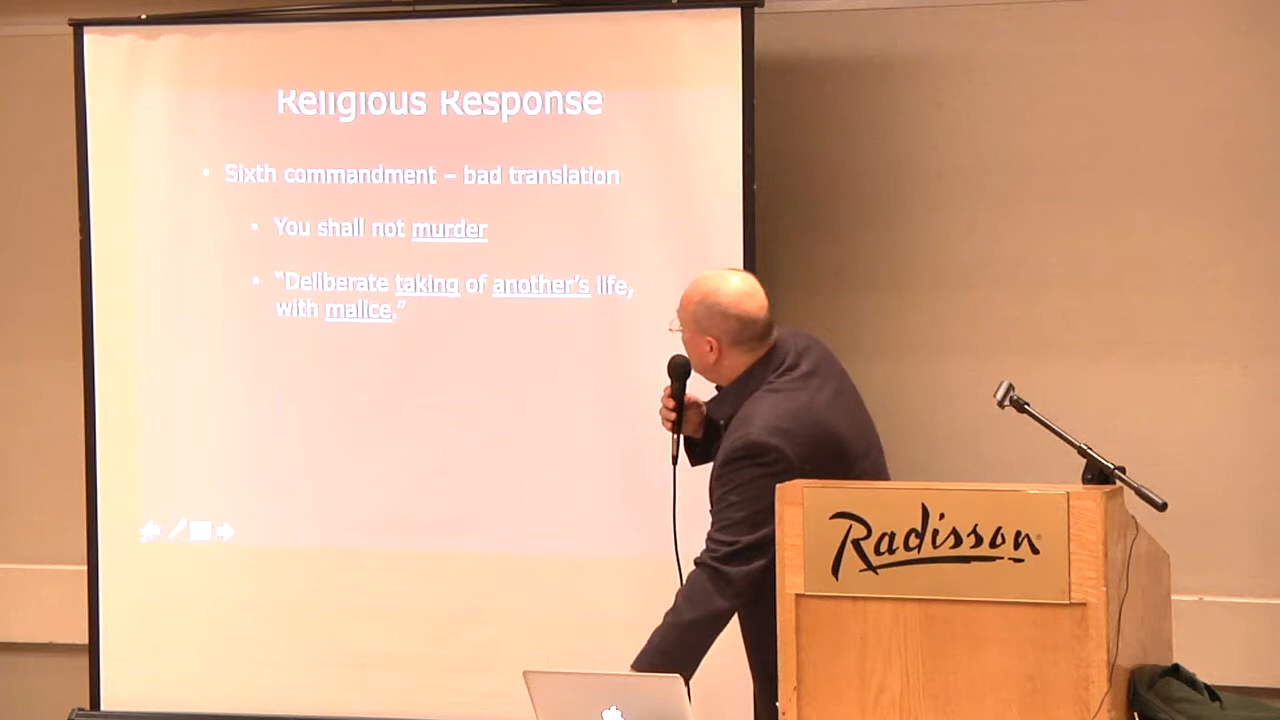 Religious Response
• Sixth commandment – bad translation
• You shall not murder
• "Deliberate taking of another's life,
with malice."
Radisson